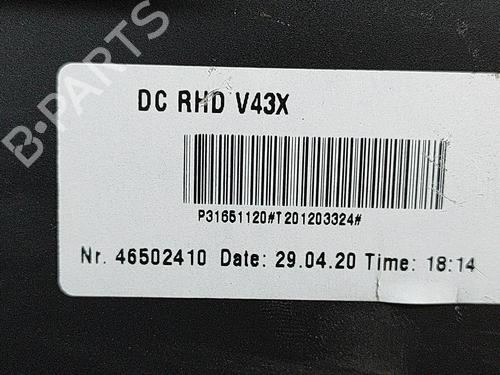 B-PARTS
DC RHD V43X
P31651120#T201203324#
Nr. 46502410 Date: 29.04.20 Time: 18:14